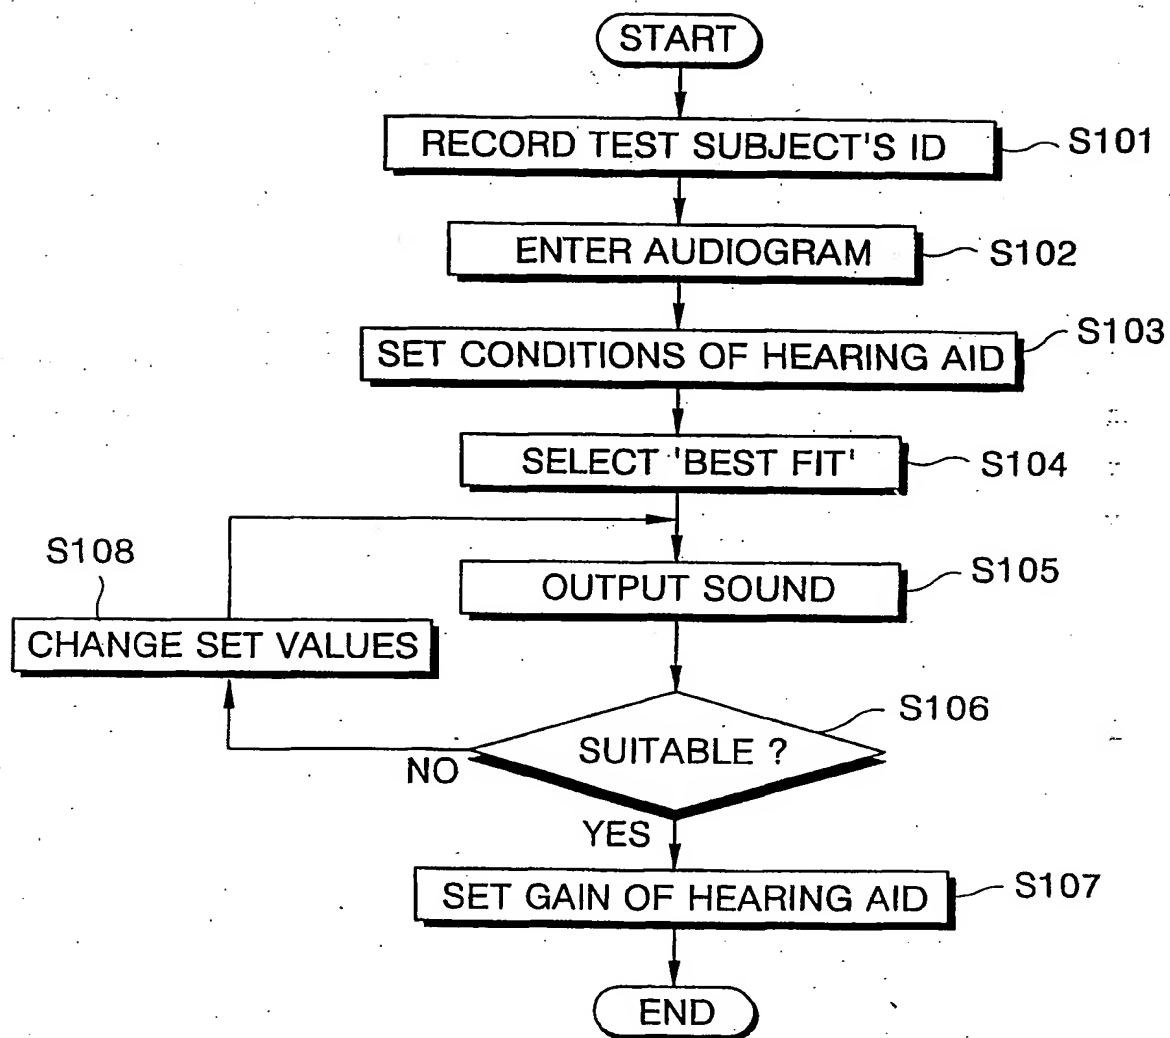 START
RECORD TEST SUBJECT'S ID
S101
ENTER AUDIOGRAM
S102
SET CONDITIONS OF HEARING AID
S103
SELECT 'BEST FIT'
S104
S108
OUTPUT SOUND
S105
CHANGE SET VALUES
S106
SUITABLE ?
NO
YES
SET GAIN OF HEARING AID
S107
END